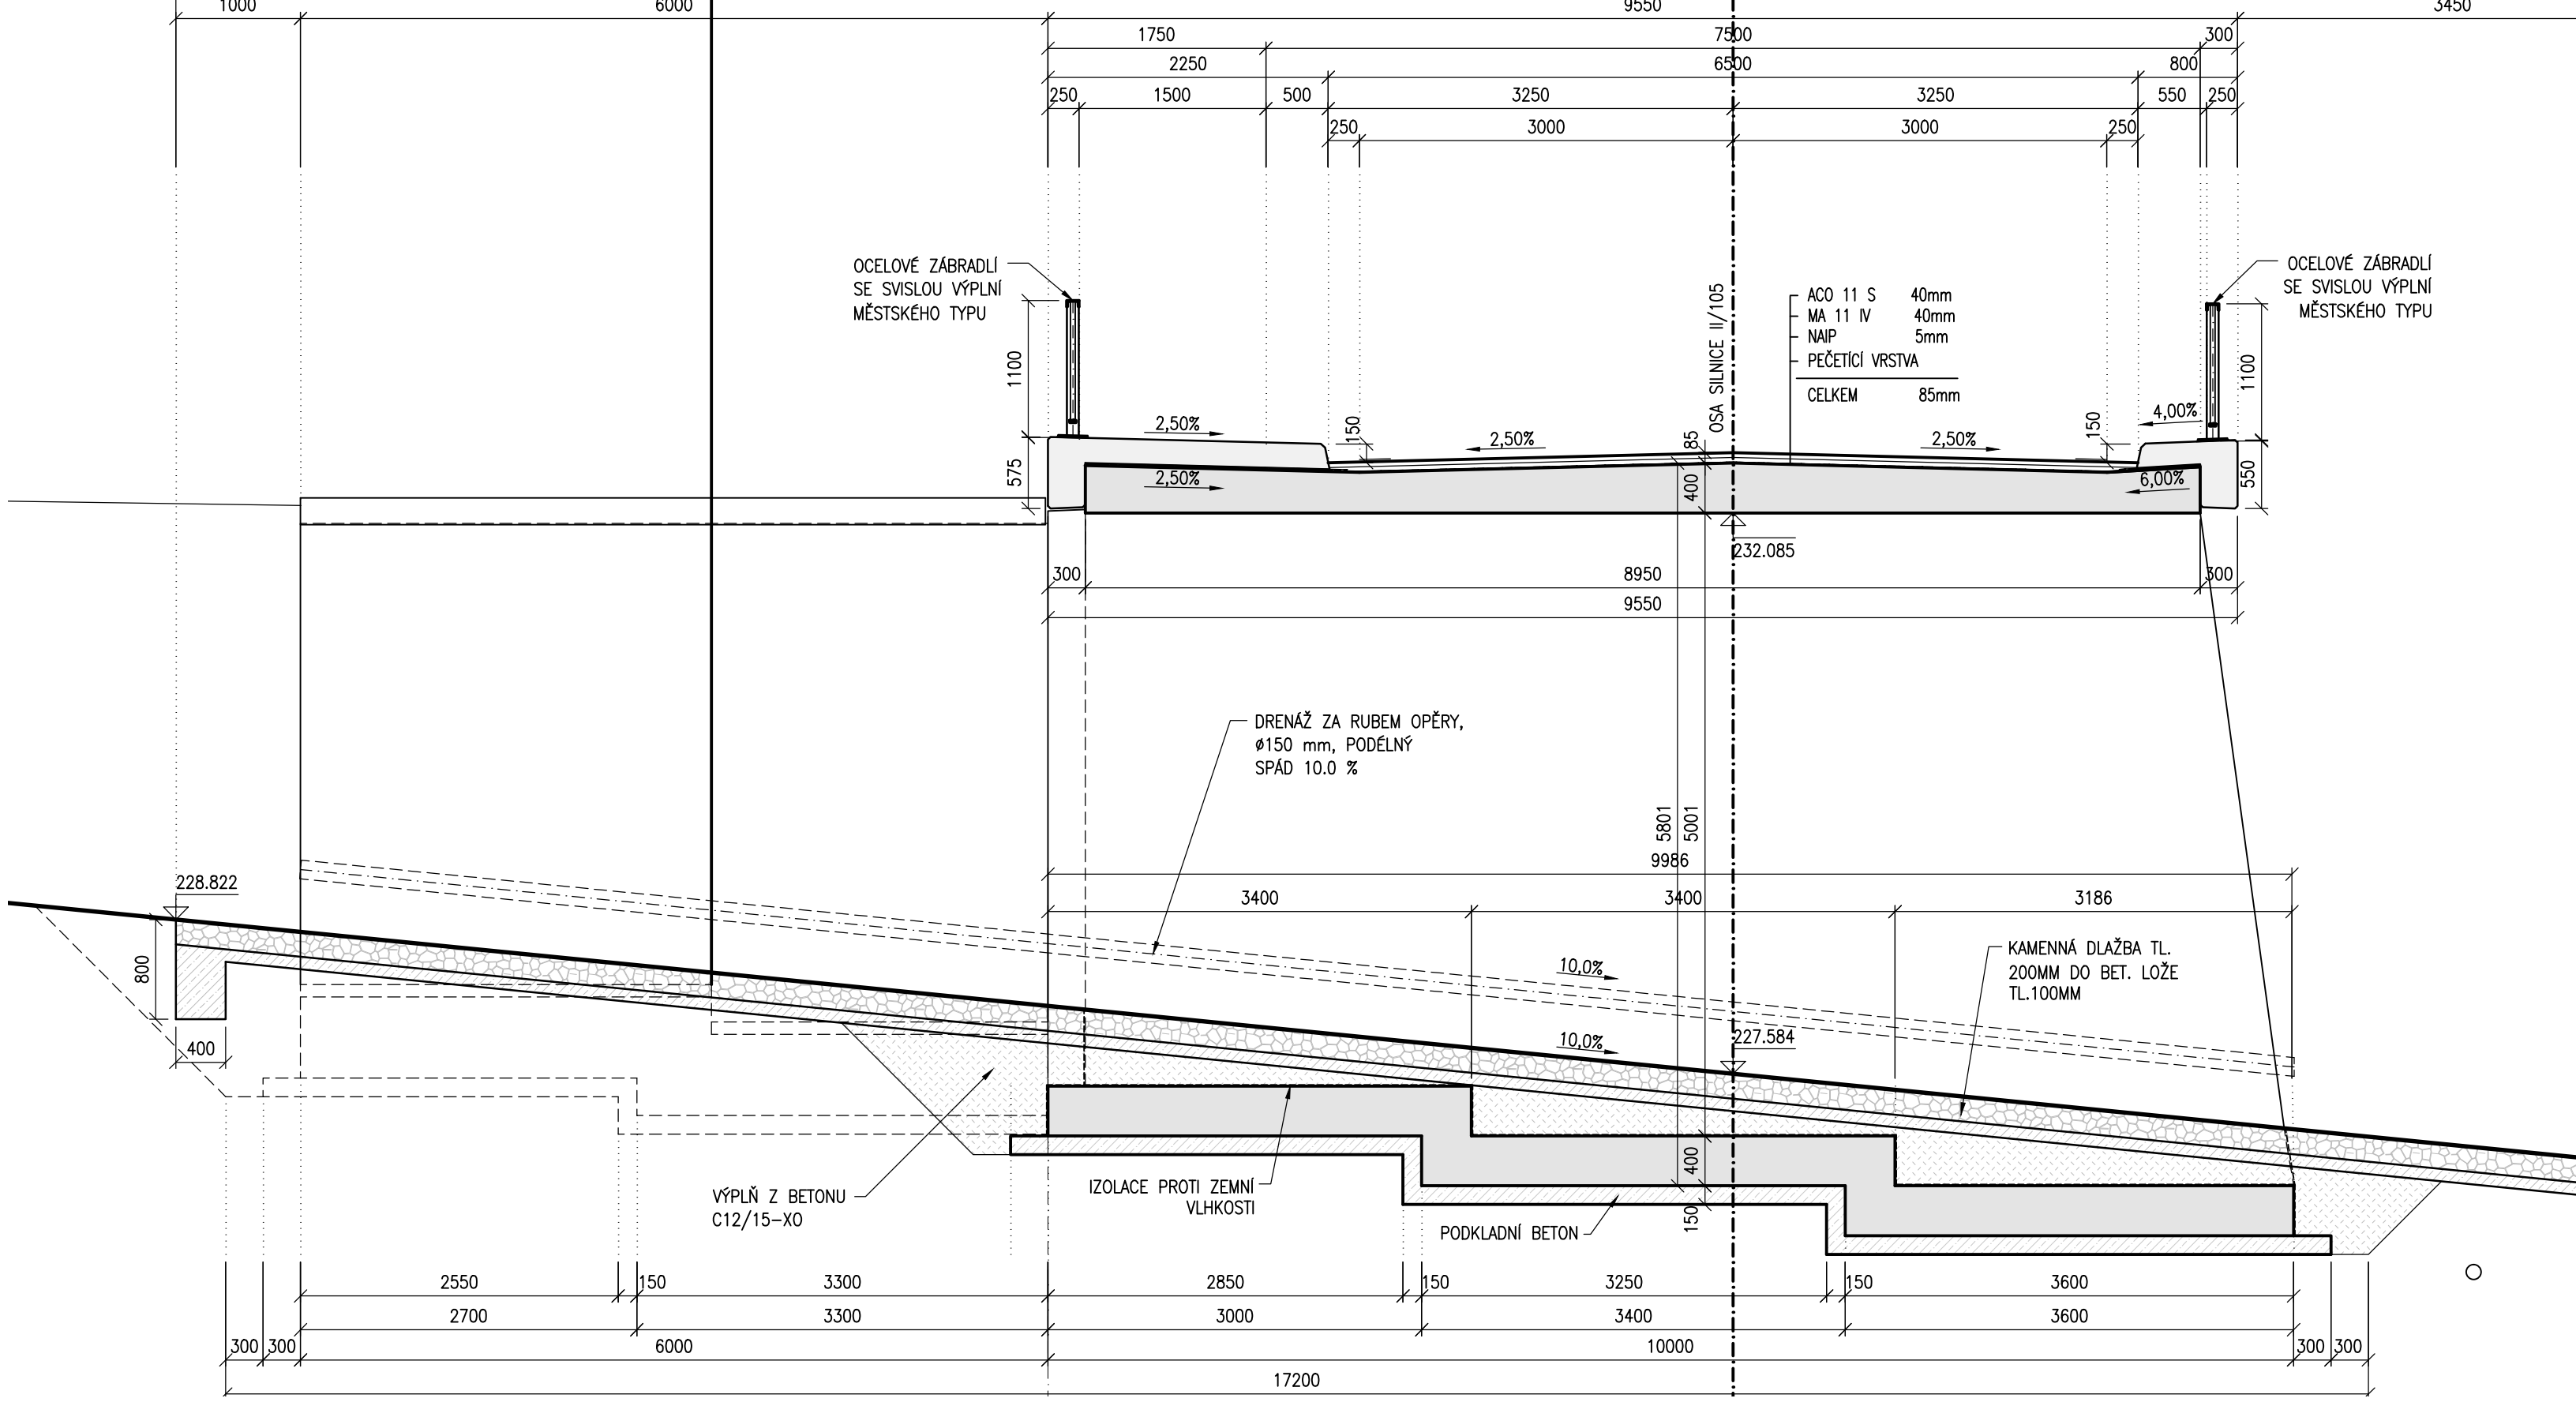 1000 6000 9550 3450
1750 7500 300
2250 6500 800
250 1500 500 3250 3250 550 250
250 3000 3000 250
OCELOVÉ ZÁBRADLÍ
SE SVISLOU VÝPLNÍ
MĚSTSKÉHO TYPU
OCELOVÉ ZÁBRADLÍ
SE SVISLOU VÝPLNÍ
MĚSTSKÉHO TYPU
OSA SILNICE II/105
ACO 11 S 40mm
MA 11 IV 40mm
NAIP 5mm
PEČETÍCÍ VRSTVA
CELKEM 85mm
1100
1100
2,50%
150
2,50%
85
2,50%
150
4,00%
575
2,50%
400
6,00%
550
232.085
300 8950 300
9550
DRENÁŽ ZA RUBEM OPĚRY,
ø150 mm, PODÉLNÝ
SPÁD 10.0 %
5801
5001
9986
228.822
3400 3400 3186
800
10,0%
KAMENNÁ DLAŽBA TL.
200MM DO BET. LOŽE
TL.100MM
400
10,0%
227.584
VÝPLŇ Z BETONU
C12/15-XO
IZOLACE PROTI ZEMNÍ
VLHKOSTI
400
150
PODKLADNÍ BETON
2550 150 3300 2850 150 3250 150 3600
2700 3300 3000 3400 3600
300 300 6000 10000 300 300
17200